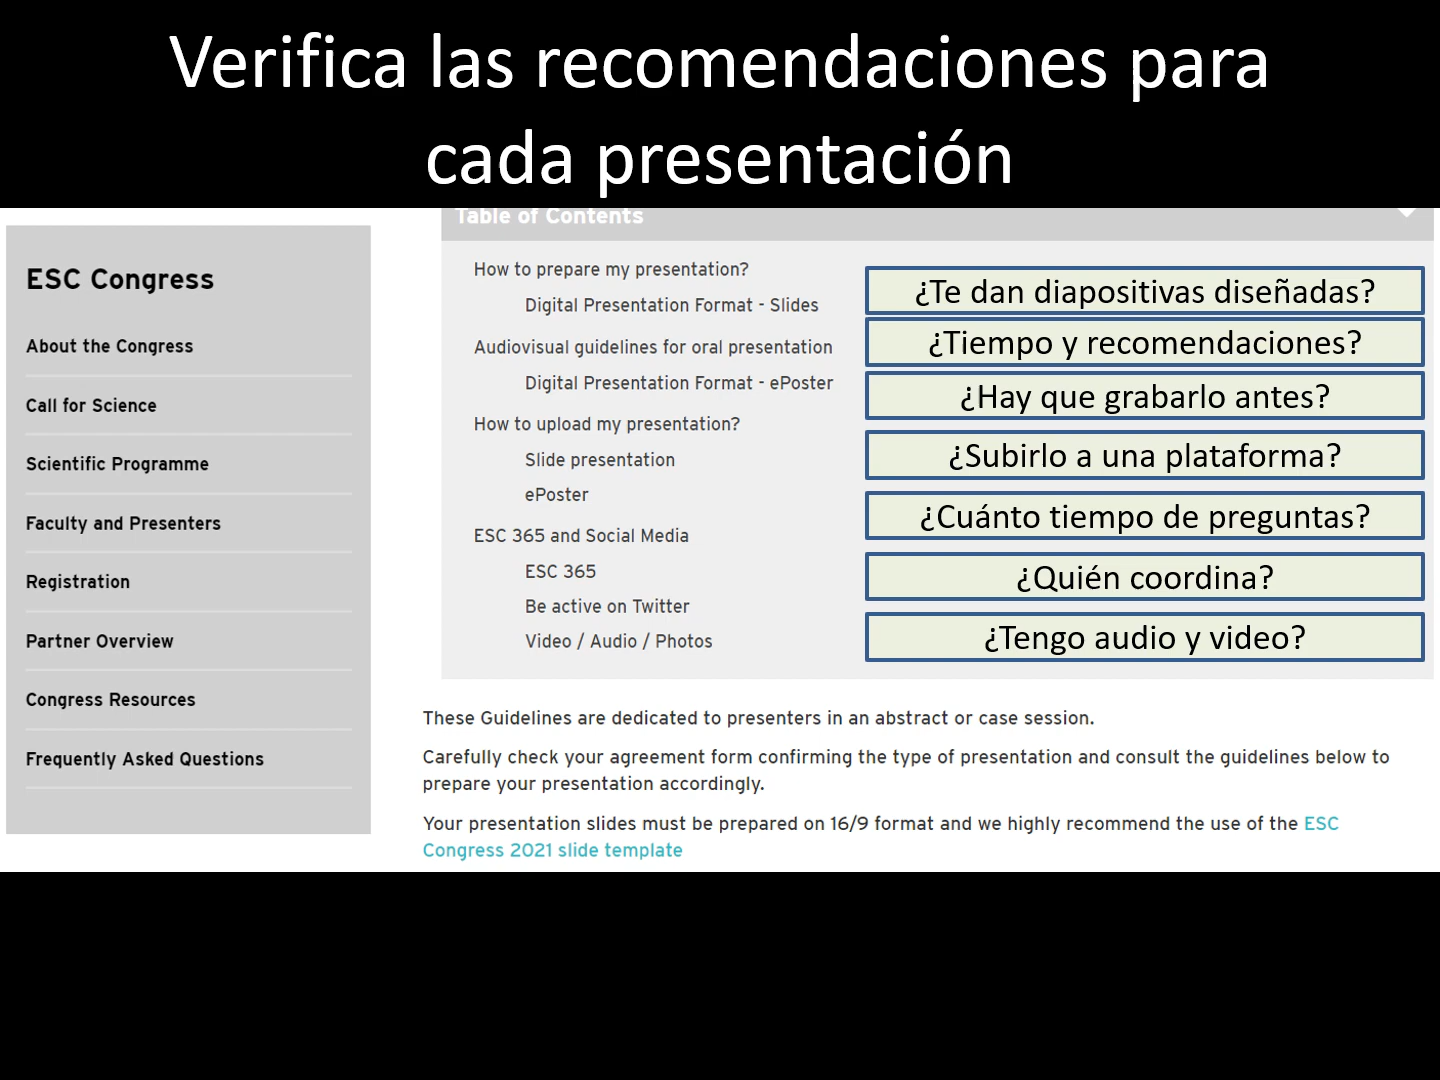 Verifica las recomendaciones para
cada presentación
ESC Congress
About the Congress
Call for Science
Scientific Programme
Faculty and Presenters
Registration
Partner Overview
Congress Resources
Frequently Asked Questions
Table of Contents
How to prepare my presentation?
Digital Presentation Format - Slides
Audiovisual guidelines for oral presentation
Digital Presentation Format - ePoster
How to upload my presentation?
Slide presentation
ePoster
ESC 365 and Social Media
ESC 365
Be active on Twitter
Video / Audio / Photos
¿Te dan diapositivas diseñadas?
¿Tiempo y recomendaciones?
¿Hay que grabarlo antes?
¿Subirlo a una plataforma?
¿Cuánto tiempo de preguntas?
¿Quién coordina?
¿Tengo audio y video?
These Guidelines are dedicated to presenters in an abstract or case session.
Carefully check your agreement form confirming the type of presentation and consult the guidelines below to
prepare your presentation accordingly.
Your presentation slides must be prepared on 16/9 format and we highly recommend the use of the ESC
Congress 2021 slide template